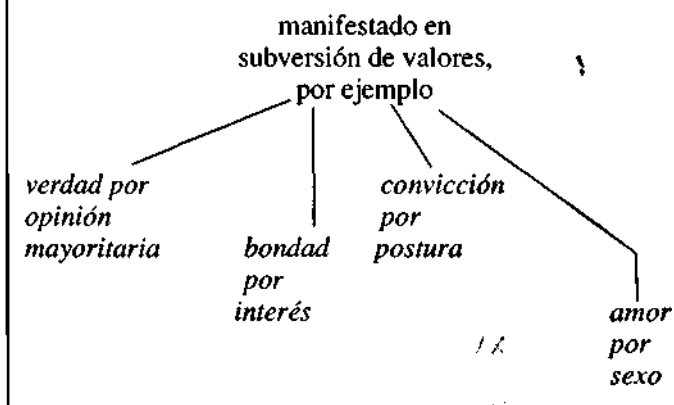 manifestado en
subversión de valores,
por ejemplo
verdad por
opinión
mayoritaria
bondad
por
interés
convicción
por
postura
amor
por
sexo